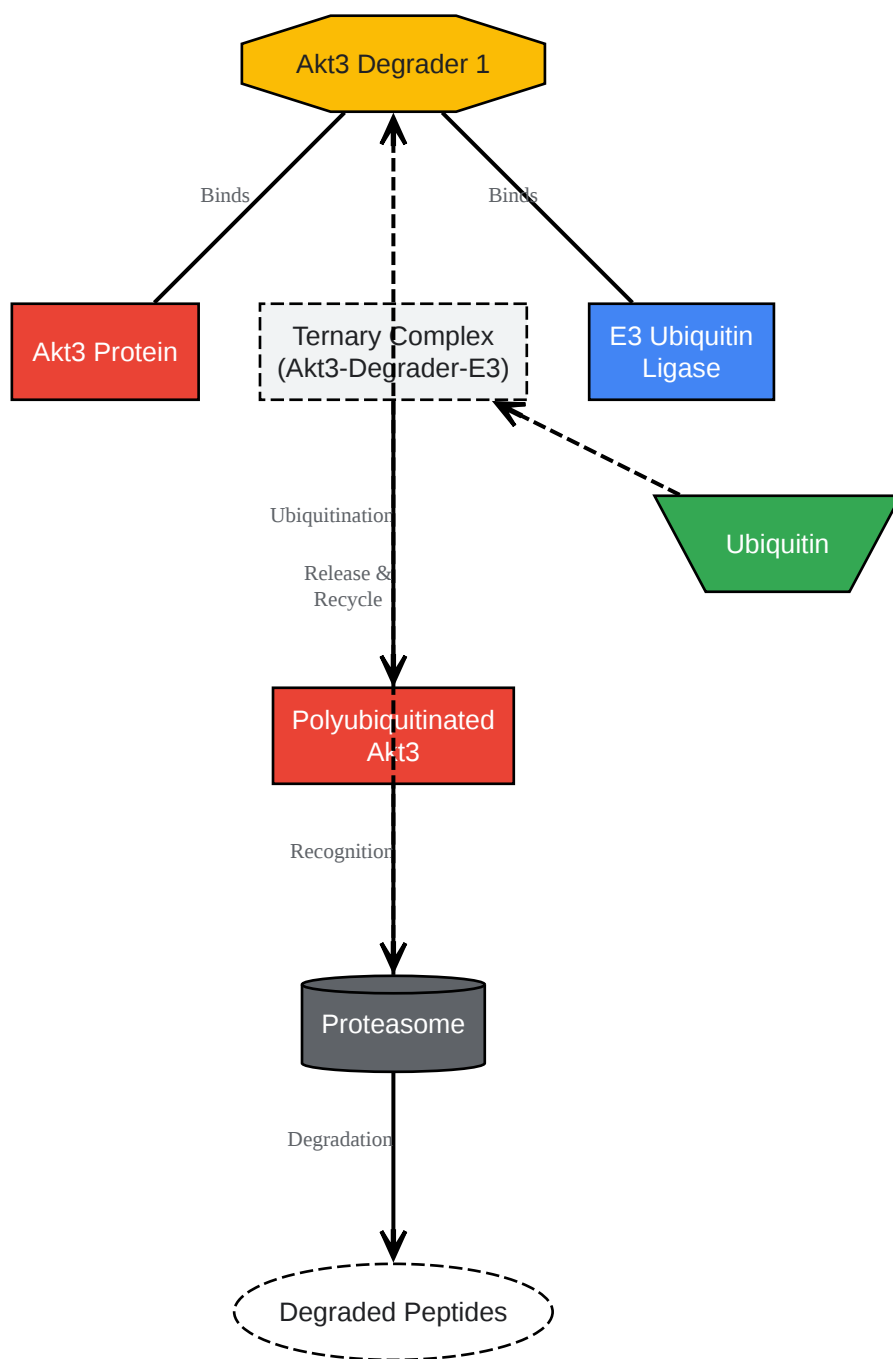 Akt3 Degrader 1
Binds
Binds
Akt3 Protein
Ternary Complex
(Akt3-Degrader-E3)
E3 Ubiquitin
Ligase
Ubiquitination
Ubiquitin
Release &
Recycle
Polyubiquitinated
Akt3
Recognition
Proteasome
Degradation
Degraded Peptides